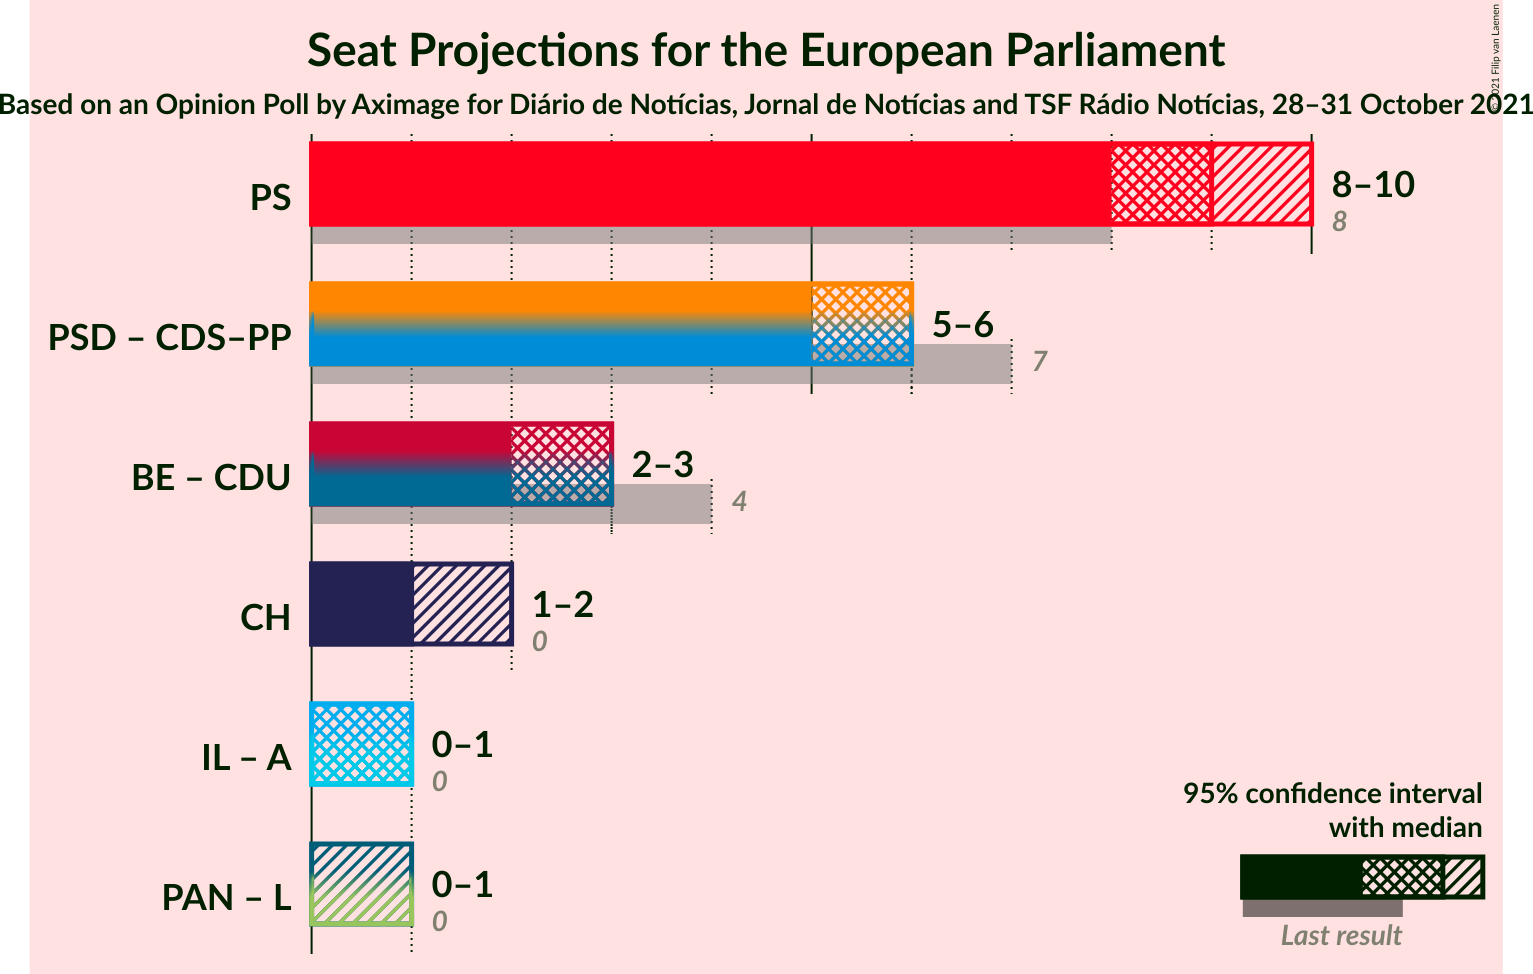 Seat Projections for the European Parliament
Based on an Opinion Poll by Aximage for Diário de Notícias, Jornal de Notícias and TSF Rádio Notícias, 28–31 October 2021
© 2021 Filip van Laenen
PS
8–10
8
PSD – CDS–PP
5–6
7
BE – CDU
2–3
4
CH
1–2
0
IL – A
0–1
0
PAN – L
0–1
0
95% confidence interval
with median
Last result